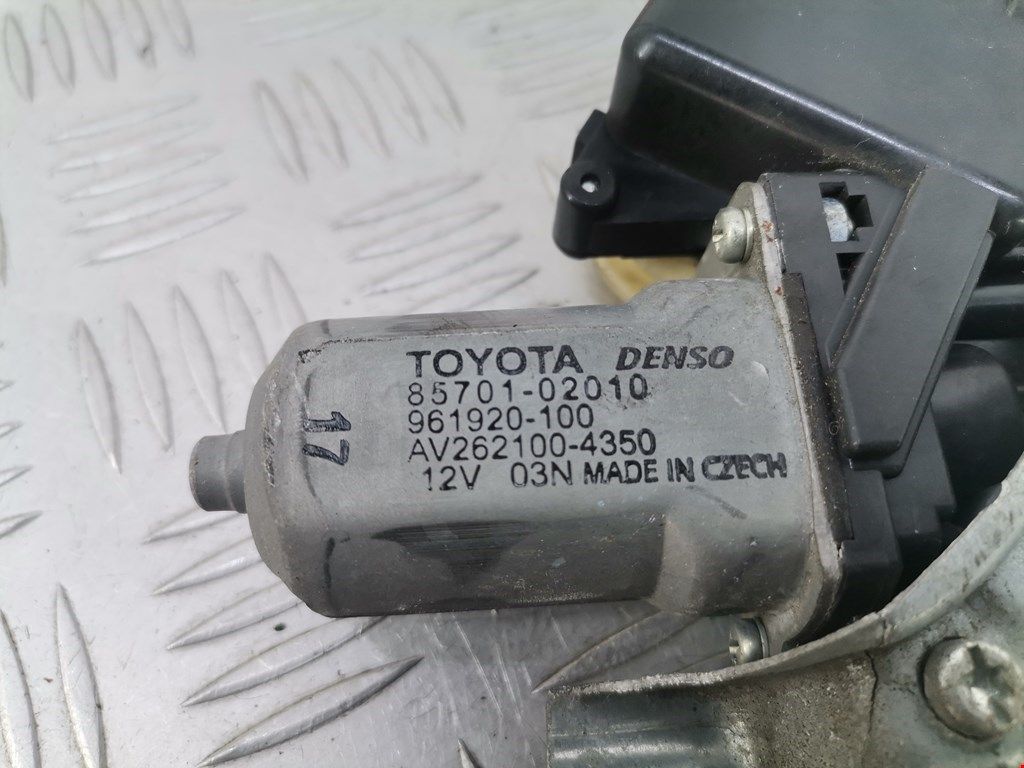 TOYOTA DENSO
85701-02010
961920-100
AV262100-4350
12V 03N MADE IN CZECH
17